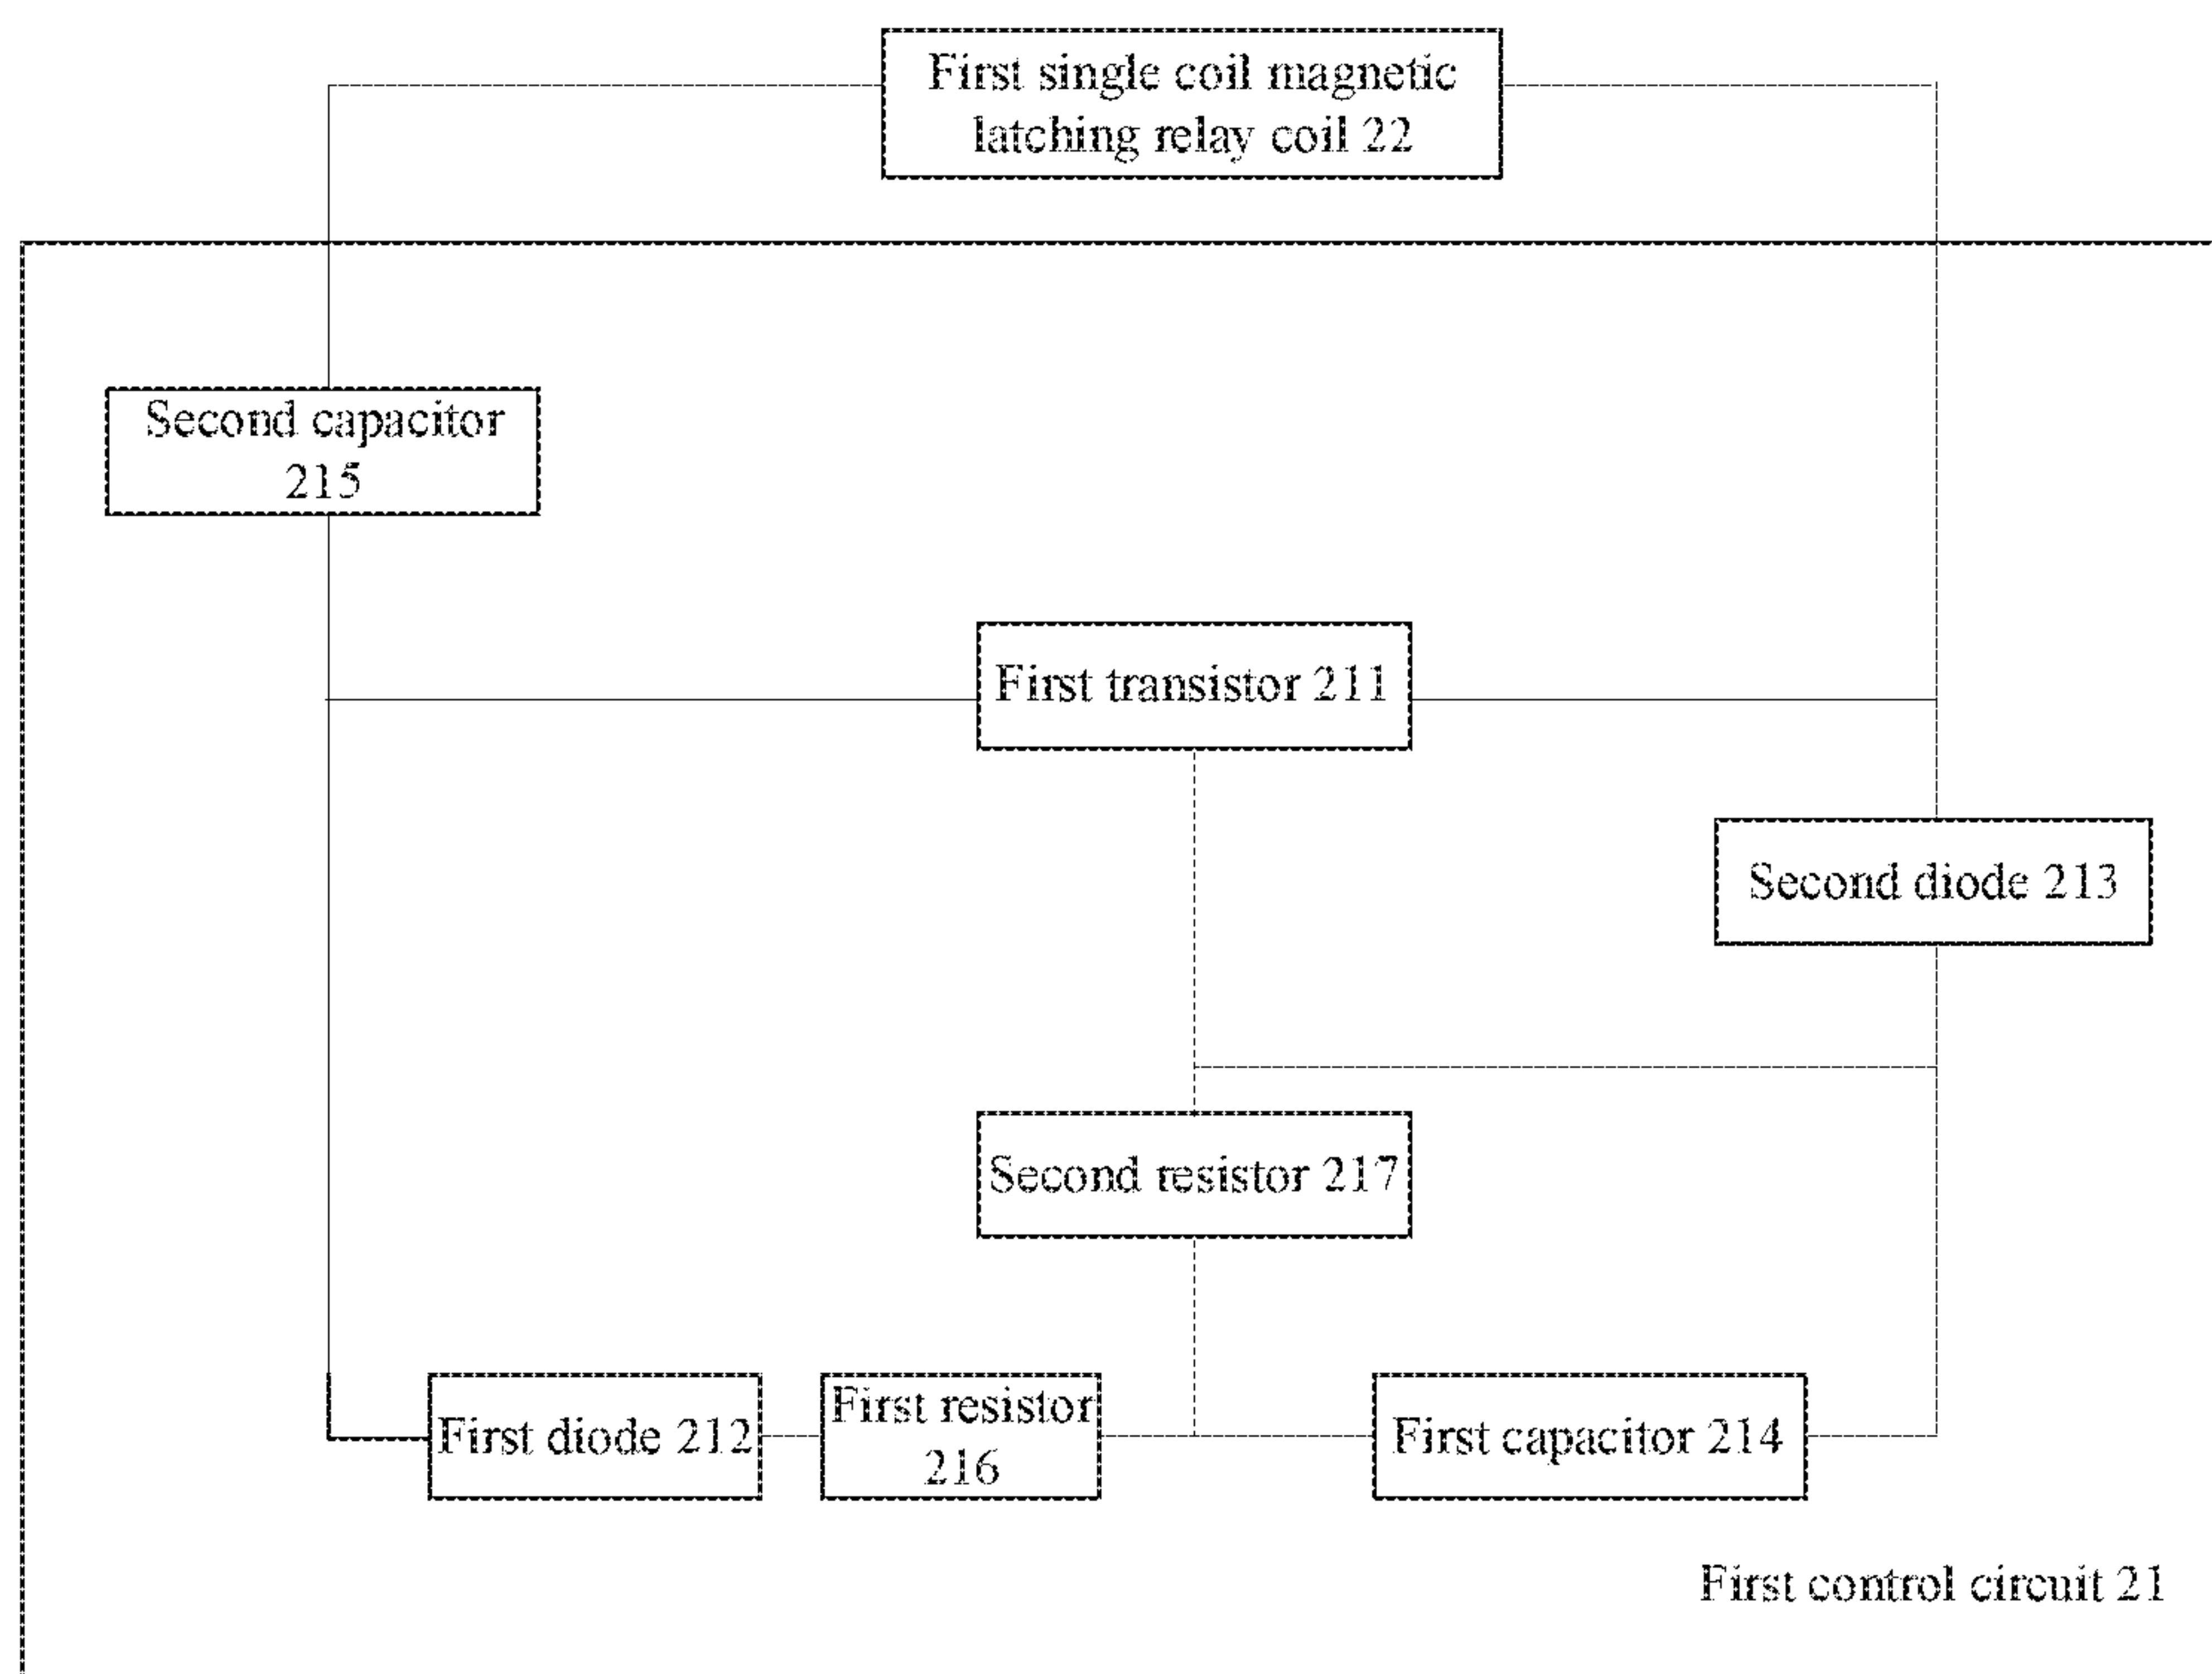 First single coil magnetic
latching relay coil 22
Second capacitor
215
First transistor 211
Second diode 213
Second resistor 217
First diode 212
First resistor
216
First capacitor 214
First control circuit 21